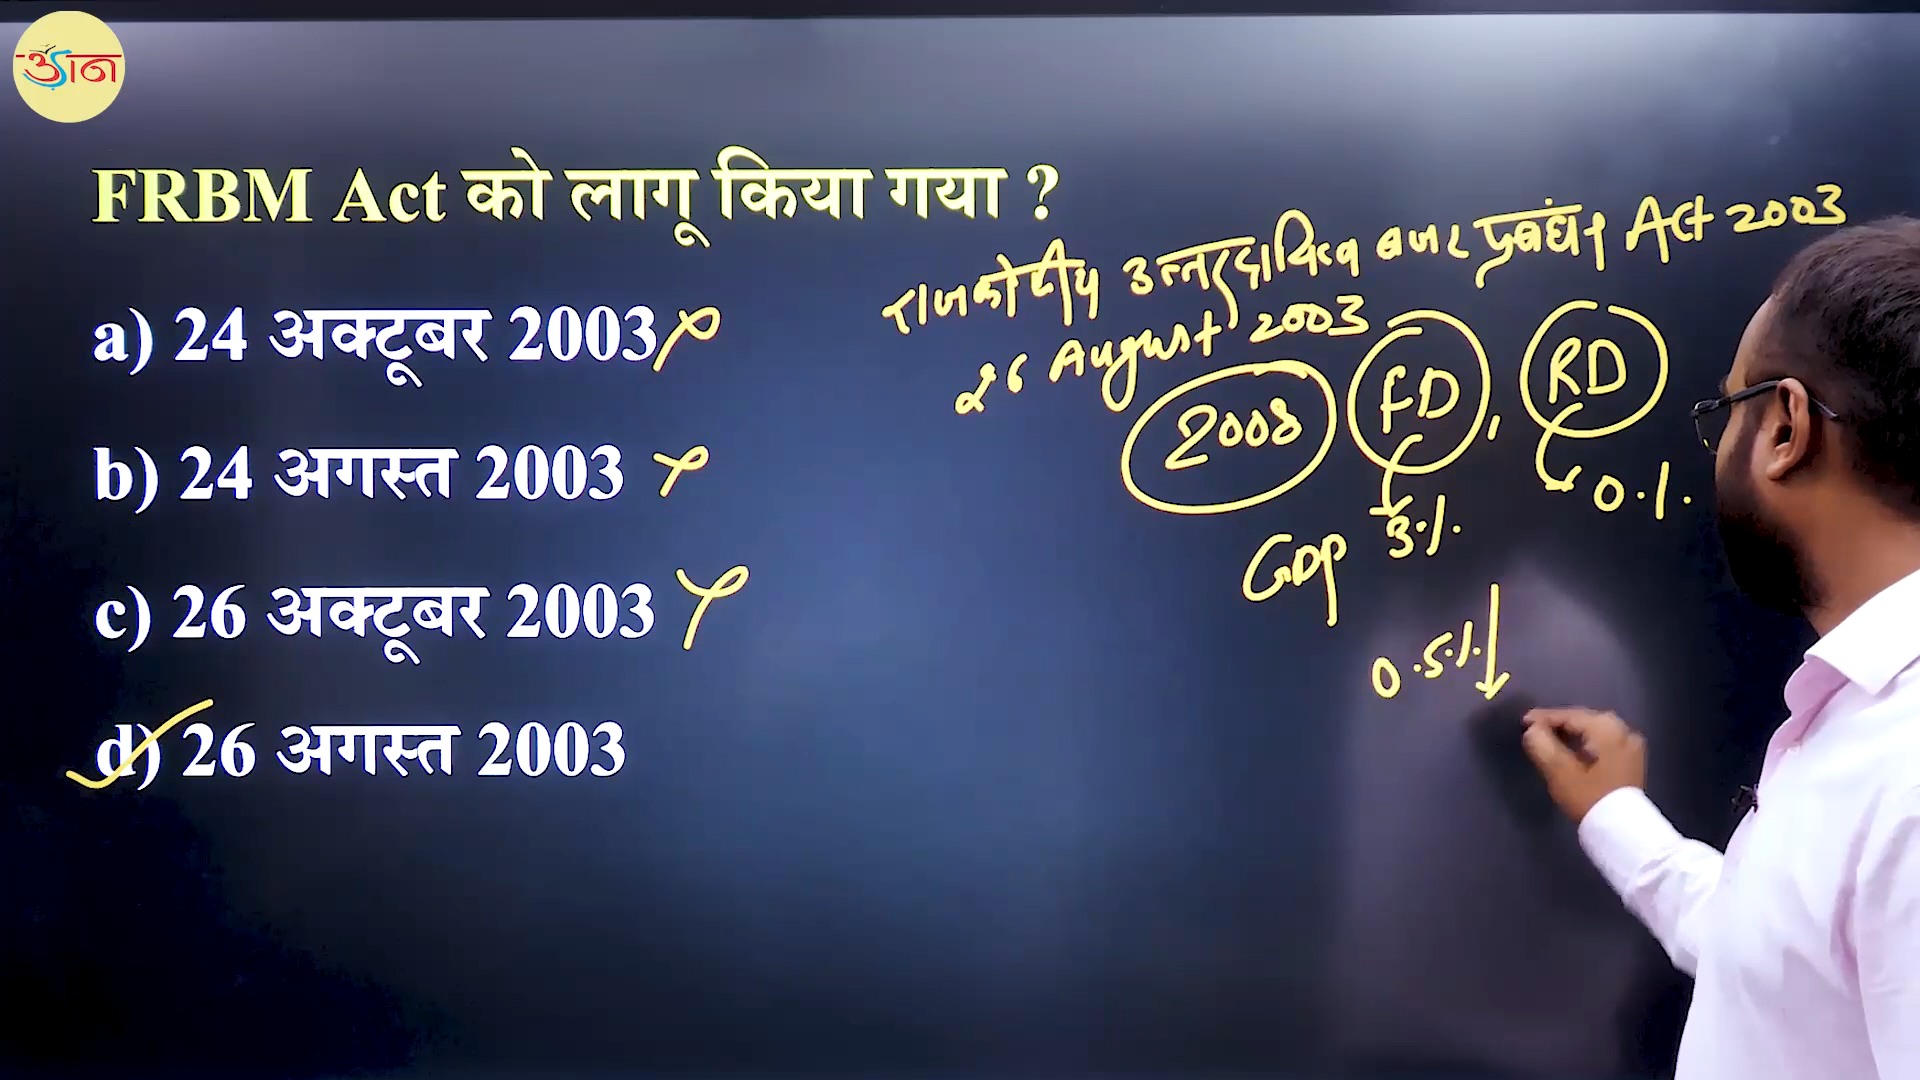 उड़ान
FRBM Act को लागू किया गया ?
a) 24 अक्टूबर 2003
b) 24 अगस्त 2003
c) 26 अक्टूबर 2003
d) 26 अगस्त 2003
राजकोषीय उत्तरदायित्व बजट प्रबंधन Act 2003
26 August 2003
2008 FD , RD
GDP 3% 0%
0.5%